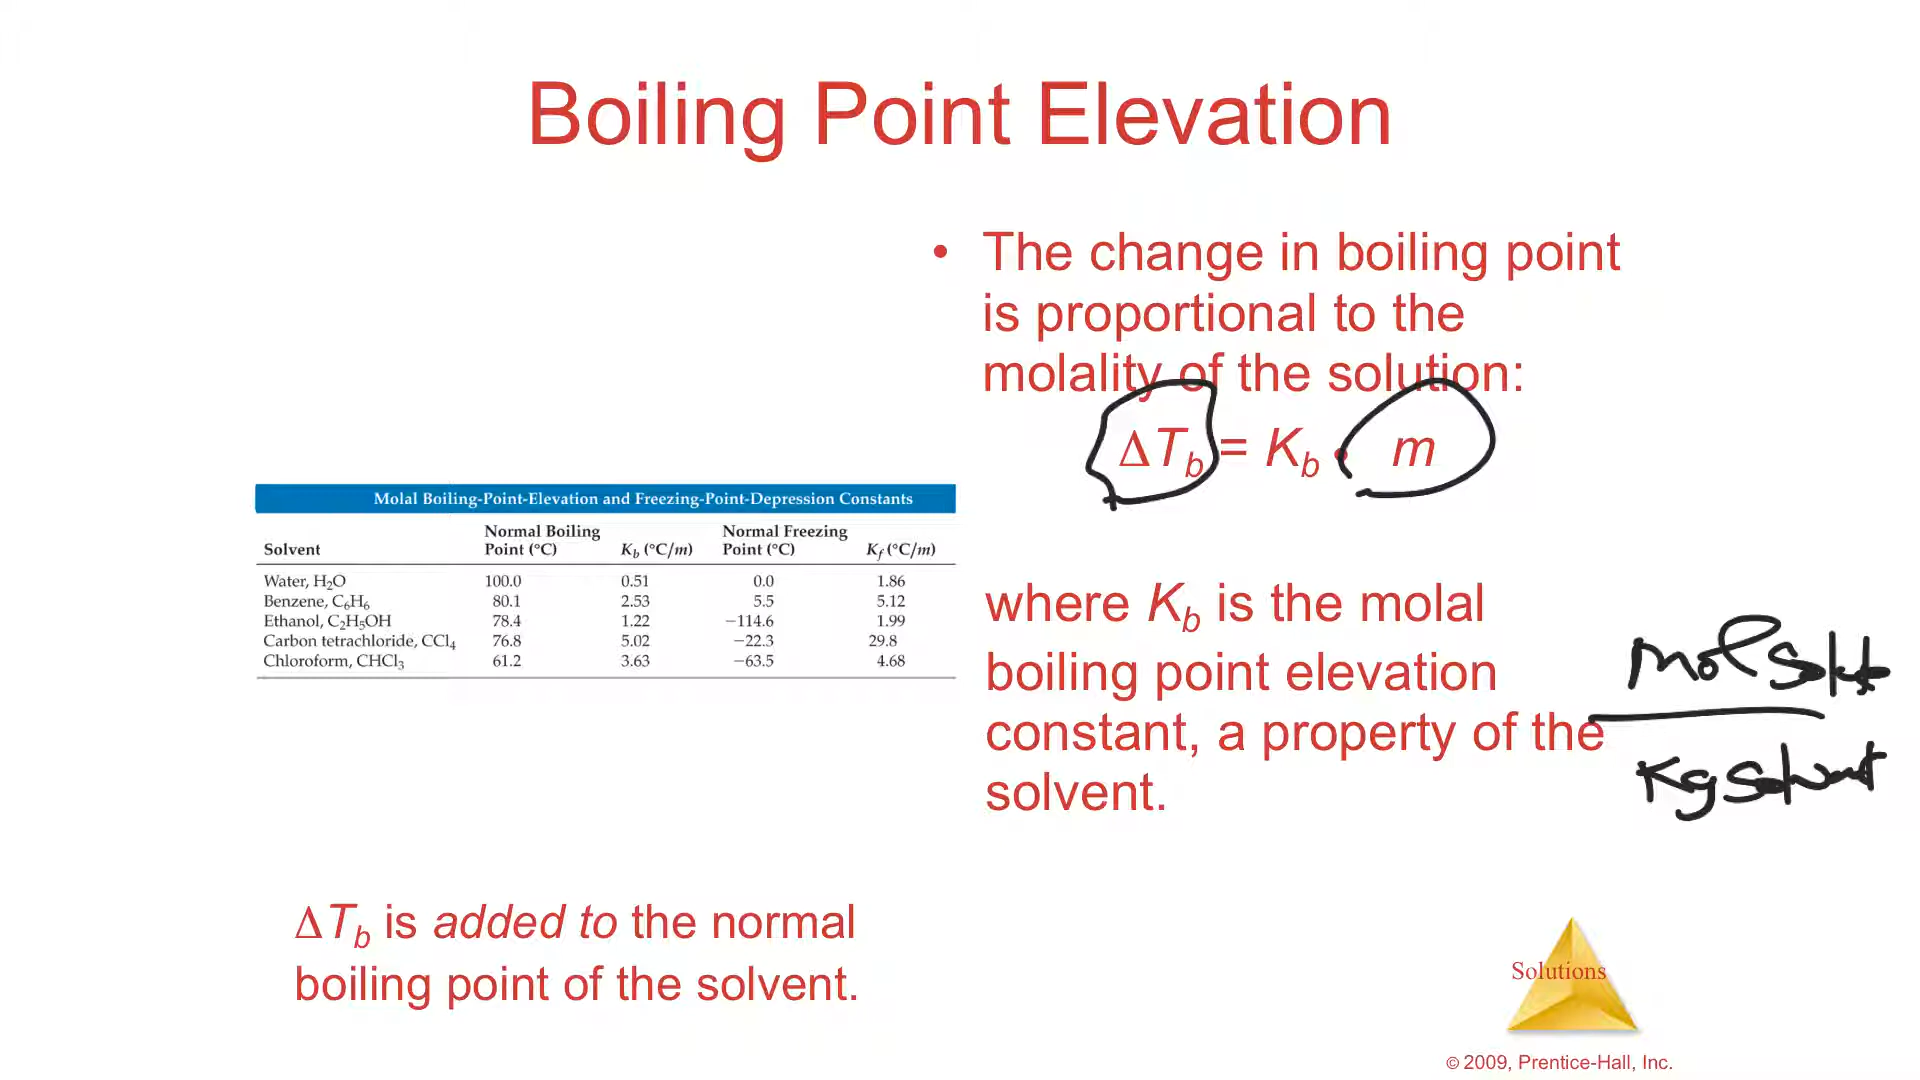 Boiling Point Elevation
• The change in boiling point
is proportional to the
molality of the solution:
ΔTb = Kb • m
Molal Boiling-Point-Elevation and Freezing-Point-Depression Constants
Normal Boiling Normal Freezing
Solvent Point (°C) Kb (°C/m) Point (°C) Kf (°C/m)
Water, H2O 100.0 0.51 0.0 1.86
Benzene, C6H6 80.1 2.53 5.5 5.12
Ethanol, C2H5OH 78.4 1.22 −114.6 1.99
Carbon tetrachloride, CCl4 76.8 5.02 −22.3 29.8
Chloroform, CHCl3 61.2 3.63 −63.5 4.68
where Kb is the molal
boiling point elevation
constant, a property of the
solvent.
mol solute
Kg solvent
ΔTb is added to the normal
boiling point of the solvent.
Solutions
© 2009, Prentice-Hall, Inc.